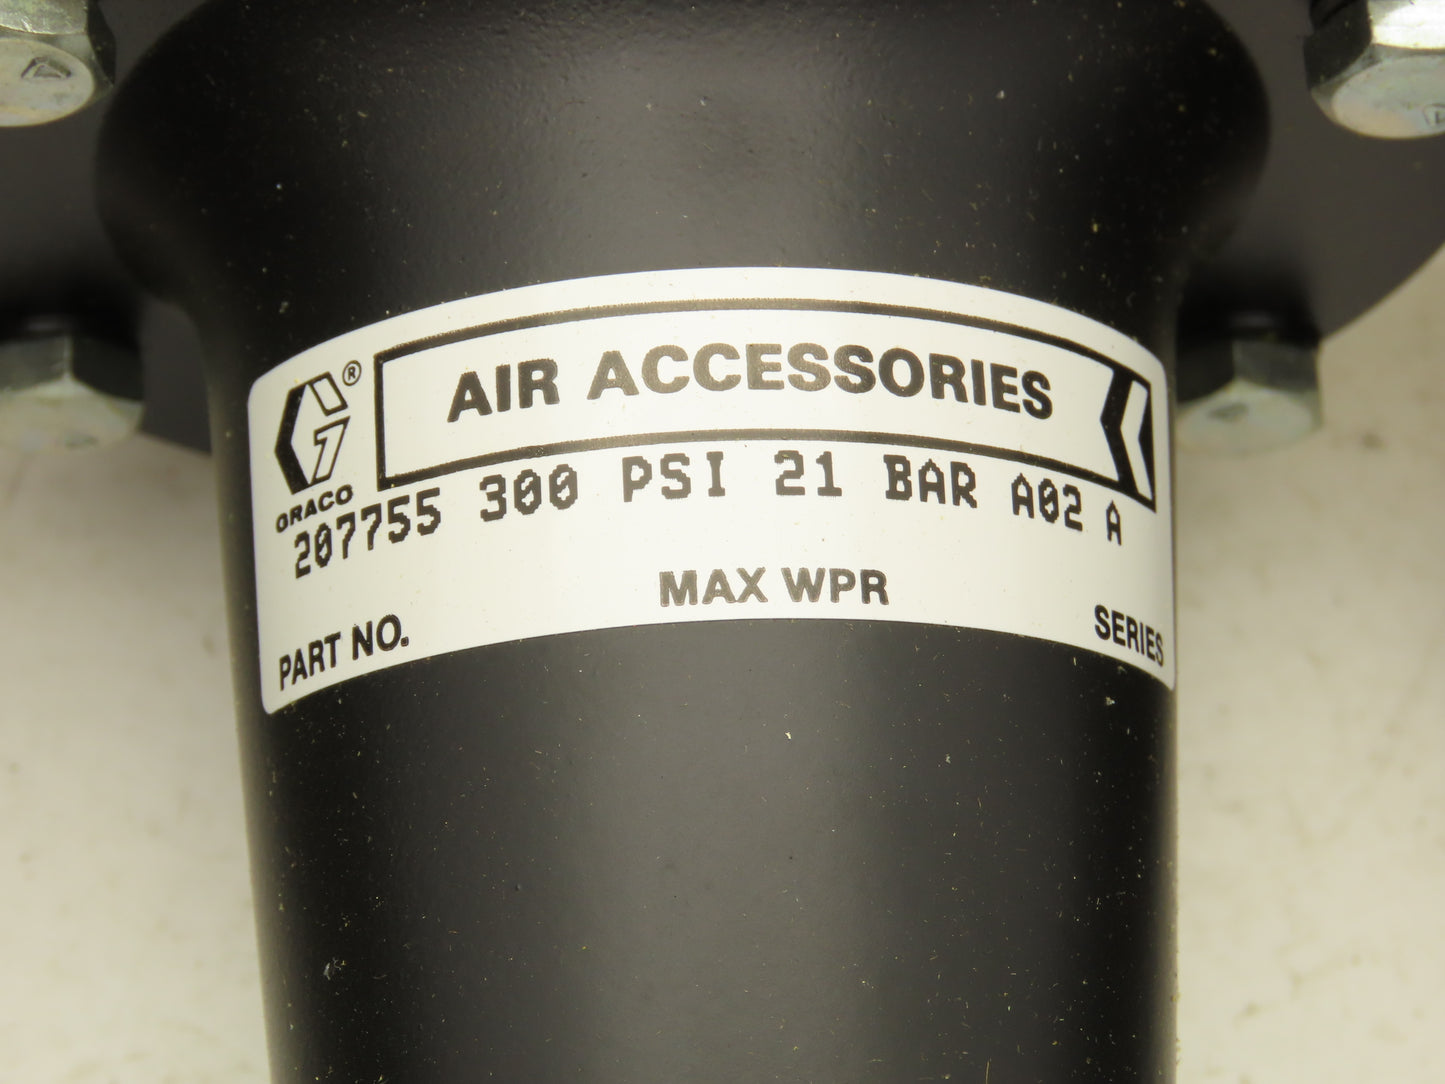 ®
GRACO
AIR ACCESSORIES
207755 300 PSI 21 BAR A02 A
PART NO. MAX WPR SERIES